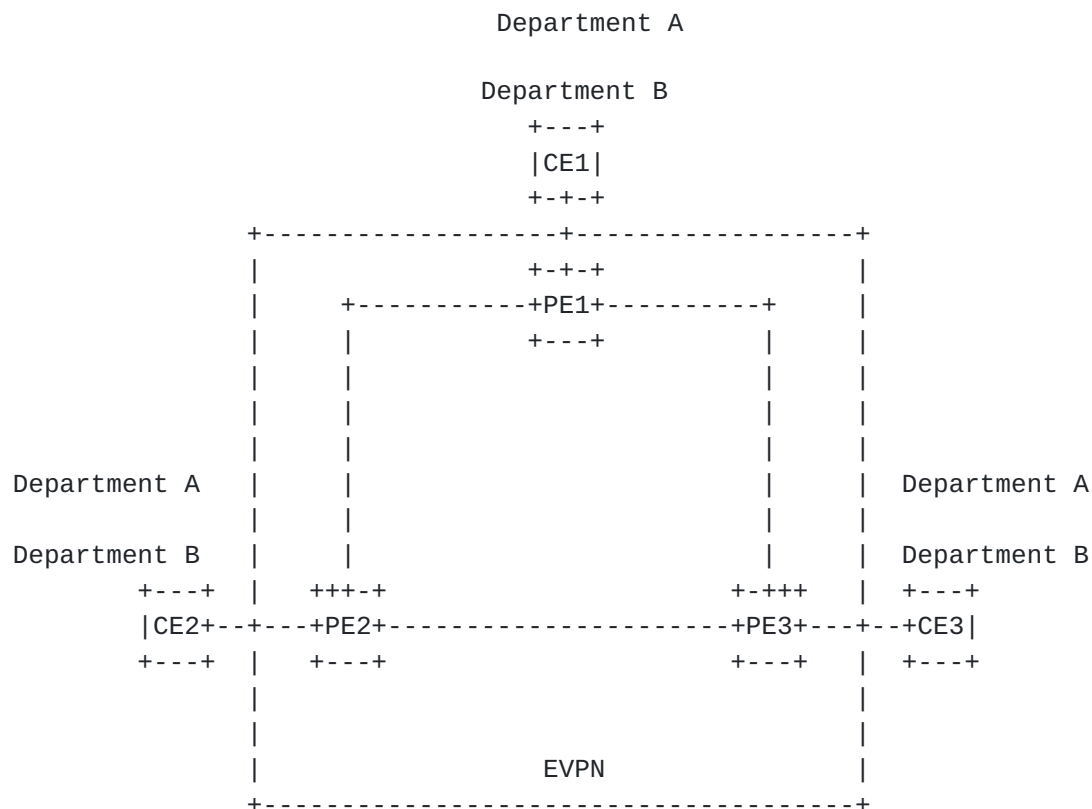 Department A
Department B
CE1
PE1
Department A Department A
Department B Department B
CE2 PE2 PE3 CE3
EVPN